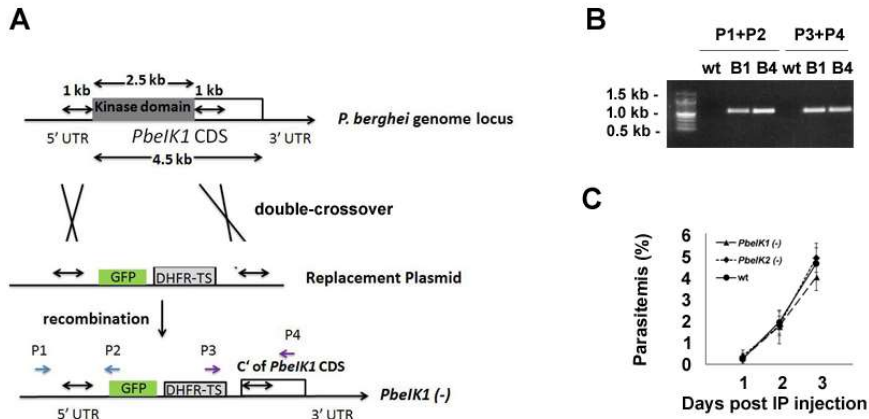 A
2.5 kb
1 kb
1 kb
Kinase domain
P. berghei genome locus
5' UTR
PbeIK1 CDS
3' UTR
4.5 kb
double-crossover
GFP
DHFR-TS
Replacement Plasmid
recombination
P1
P2
P3
P4
C' of PbeIK1 CDS
GFP
DHFR-TS
PbeIK1 (-)
5' UTR
3' UTR
B
P1+P2
P3+P4
wt B1 B4 wt B1 B4
1.5 kb -
1.0 kb -
0.5 kb -
C
Parasitemis (%)
6
5
4
3
2
1
0
PbeIK1 (-)
PbeIK2 (-)
wt
1 2 3
Days post IP injection